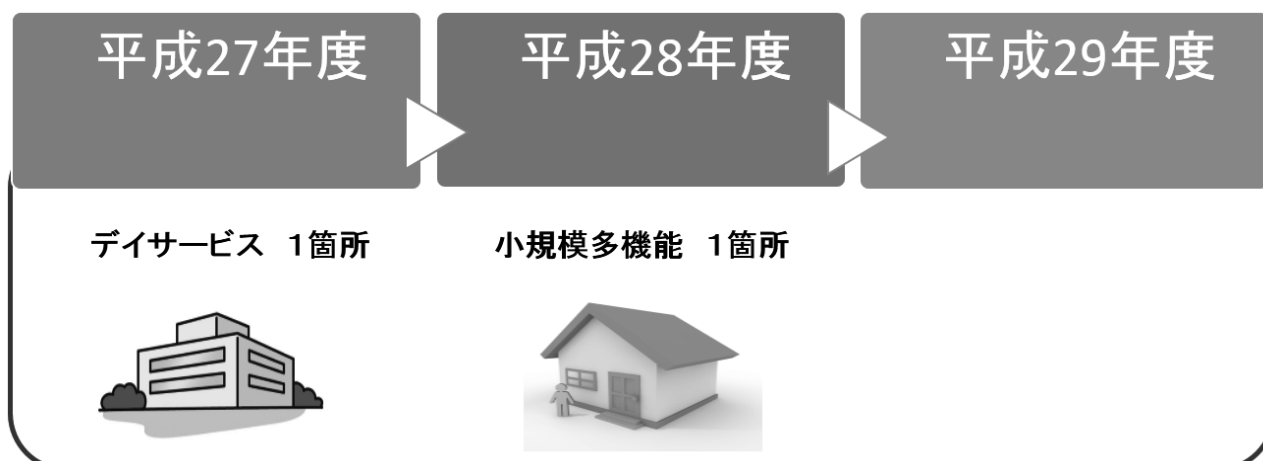 平成27年度
平成28年度
平成29年度
デイサービス　１箇所
小規模多機能　１箇所